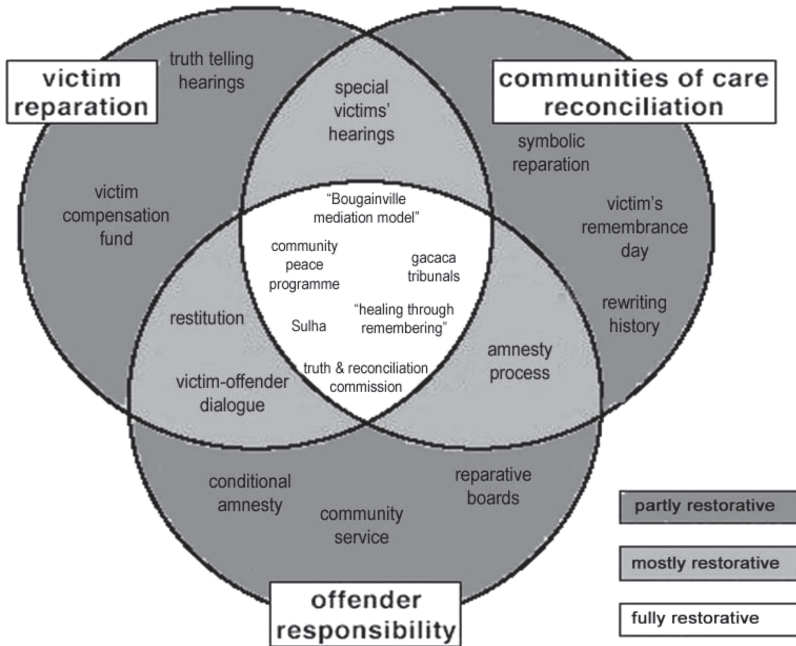 truth telling
hearings
victim
reparation
communities of care
reconciliation
special
victims'
hearings
symbolic
reparation
victim
compensation
fund
victim's
remembrance
day
"Bougainville
mediation model"
community
peace
programme
gacaca
tribunals
restitution
Sulha
"healing through
remembering"
rewriting
history
victim-offender
dialogue
truth & reconciliation
commission
amnesty
process
conditional
amnesty
community
service
reparative
boards
offender
responsibility
partly restorative
mostly restorative
fully restorative